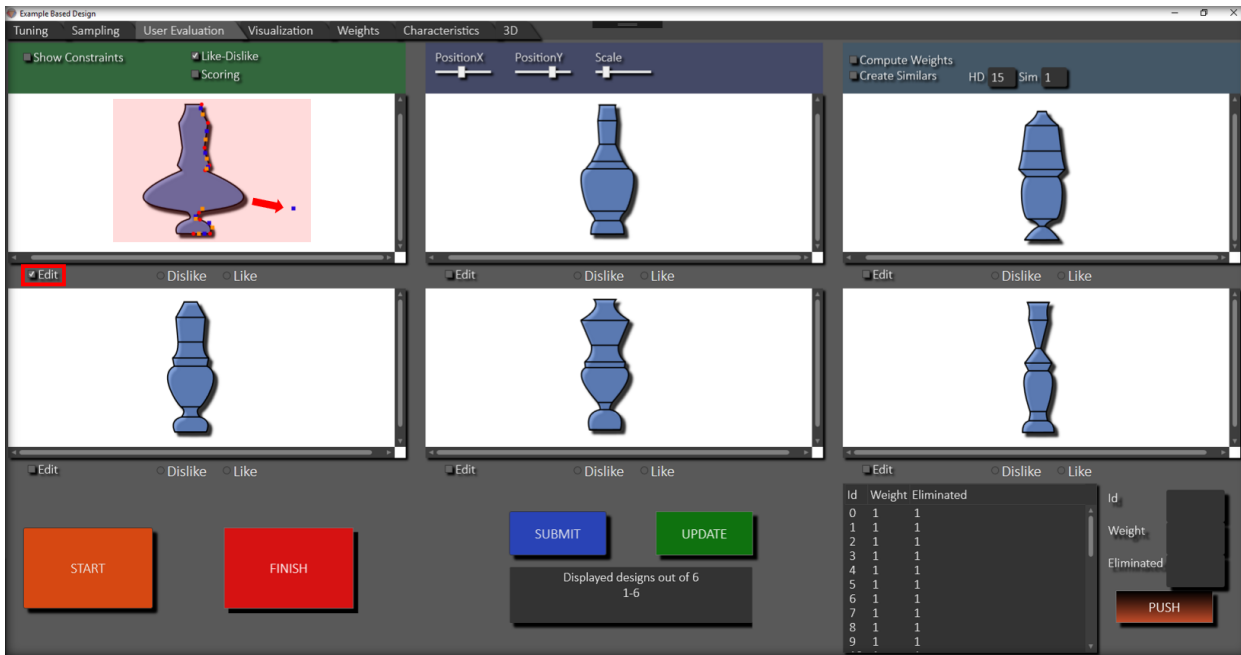 Example Based Design
Tuning Sampling User Evaluation Visualization Weights Characteristics 3D
Show Constraints Like-Dislike
Scoring
PositionX PositionY Scale
Compute Weights
Create Similars HD 15 Sim 1
Edit Dislike Like
Edit Dislike Like
Edit Dislike Like
Edit Dislike Like
Edit Dislike Like
Edit Dislike Like
START
FINISH
SUBMIT
UPDATE
Displayed designs out of 6
1-6
Id Weight Eliminated
0 1 1
1 1 1
2 1 1
3 1 1
4 1 1
5 1 1
6 1 1
7 1 1
8 1 1
9 1 1
Id
Weight
Eliminated
PUSH